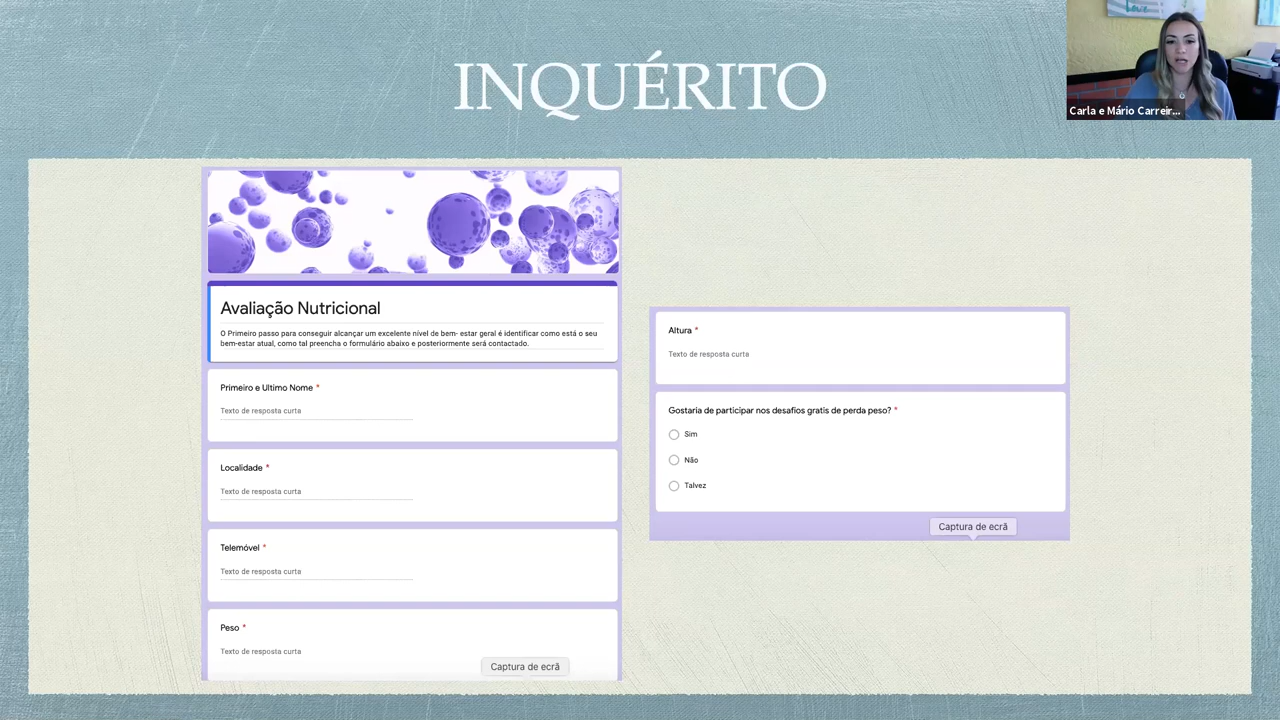 INQUÉRITO
Carla e Mário Carreir...
Avaliação Nutricional
O Primeiro passo para conseguir alcançar um excelente nível de bem- estar geral é identificar como está o seu
bem-estar atual, como tal preencha o formulário abaixo e posteriormente será contactado.
Primeiro e Ultimo Nome *
Texto de resposta curta
Localidade *
Texto de resposta curta
Telemóvel *
Texto de resposta curta
Peso *
Texto de resposta curta
Captura de ecrã
Altura *
Texto de resposta curta
Gostaria de participar nos desafios gratis de perda peso? *
Sim
Não
Talvez
Captura de ecrã